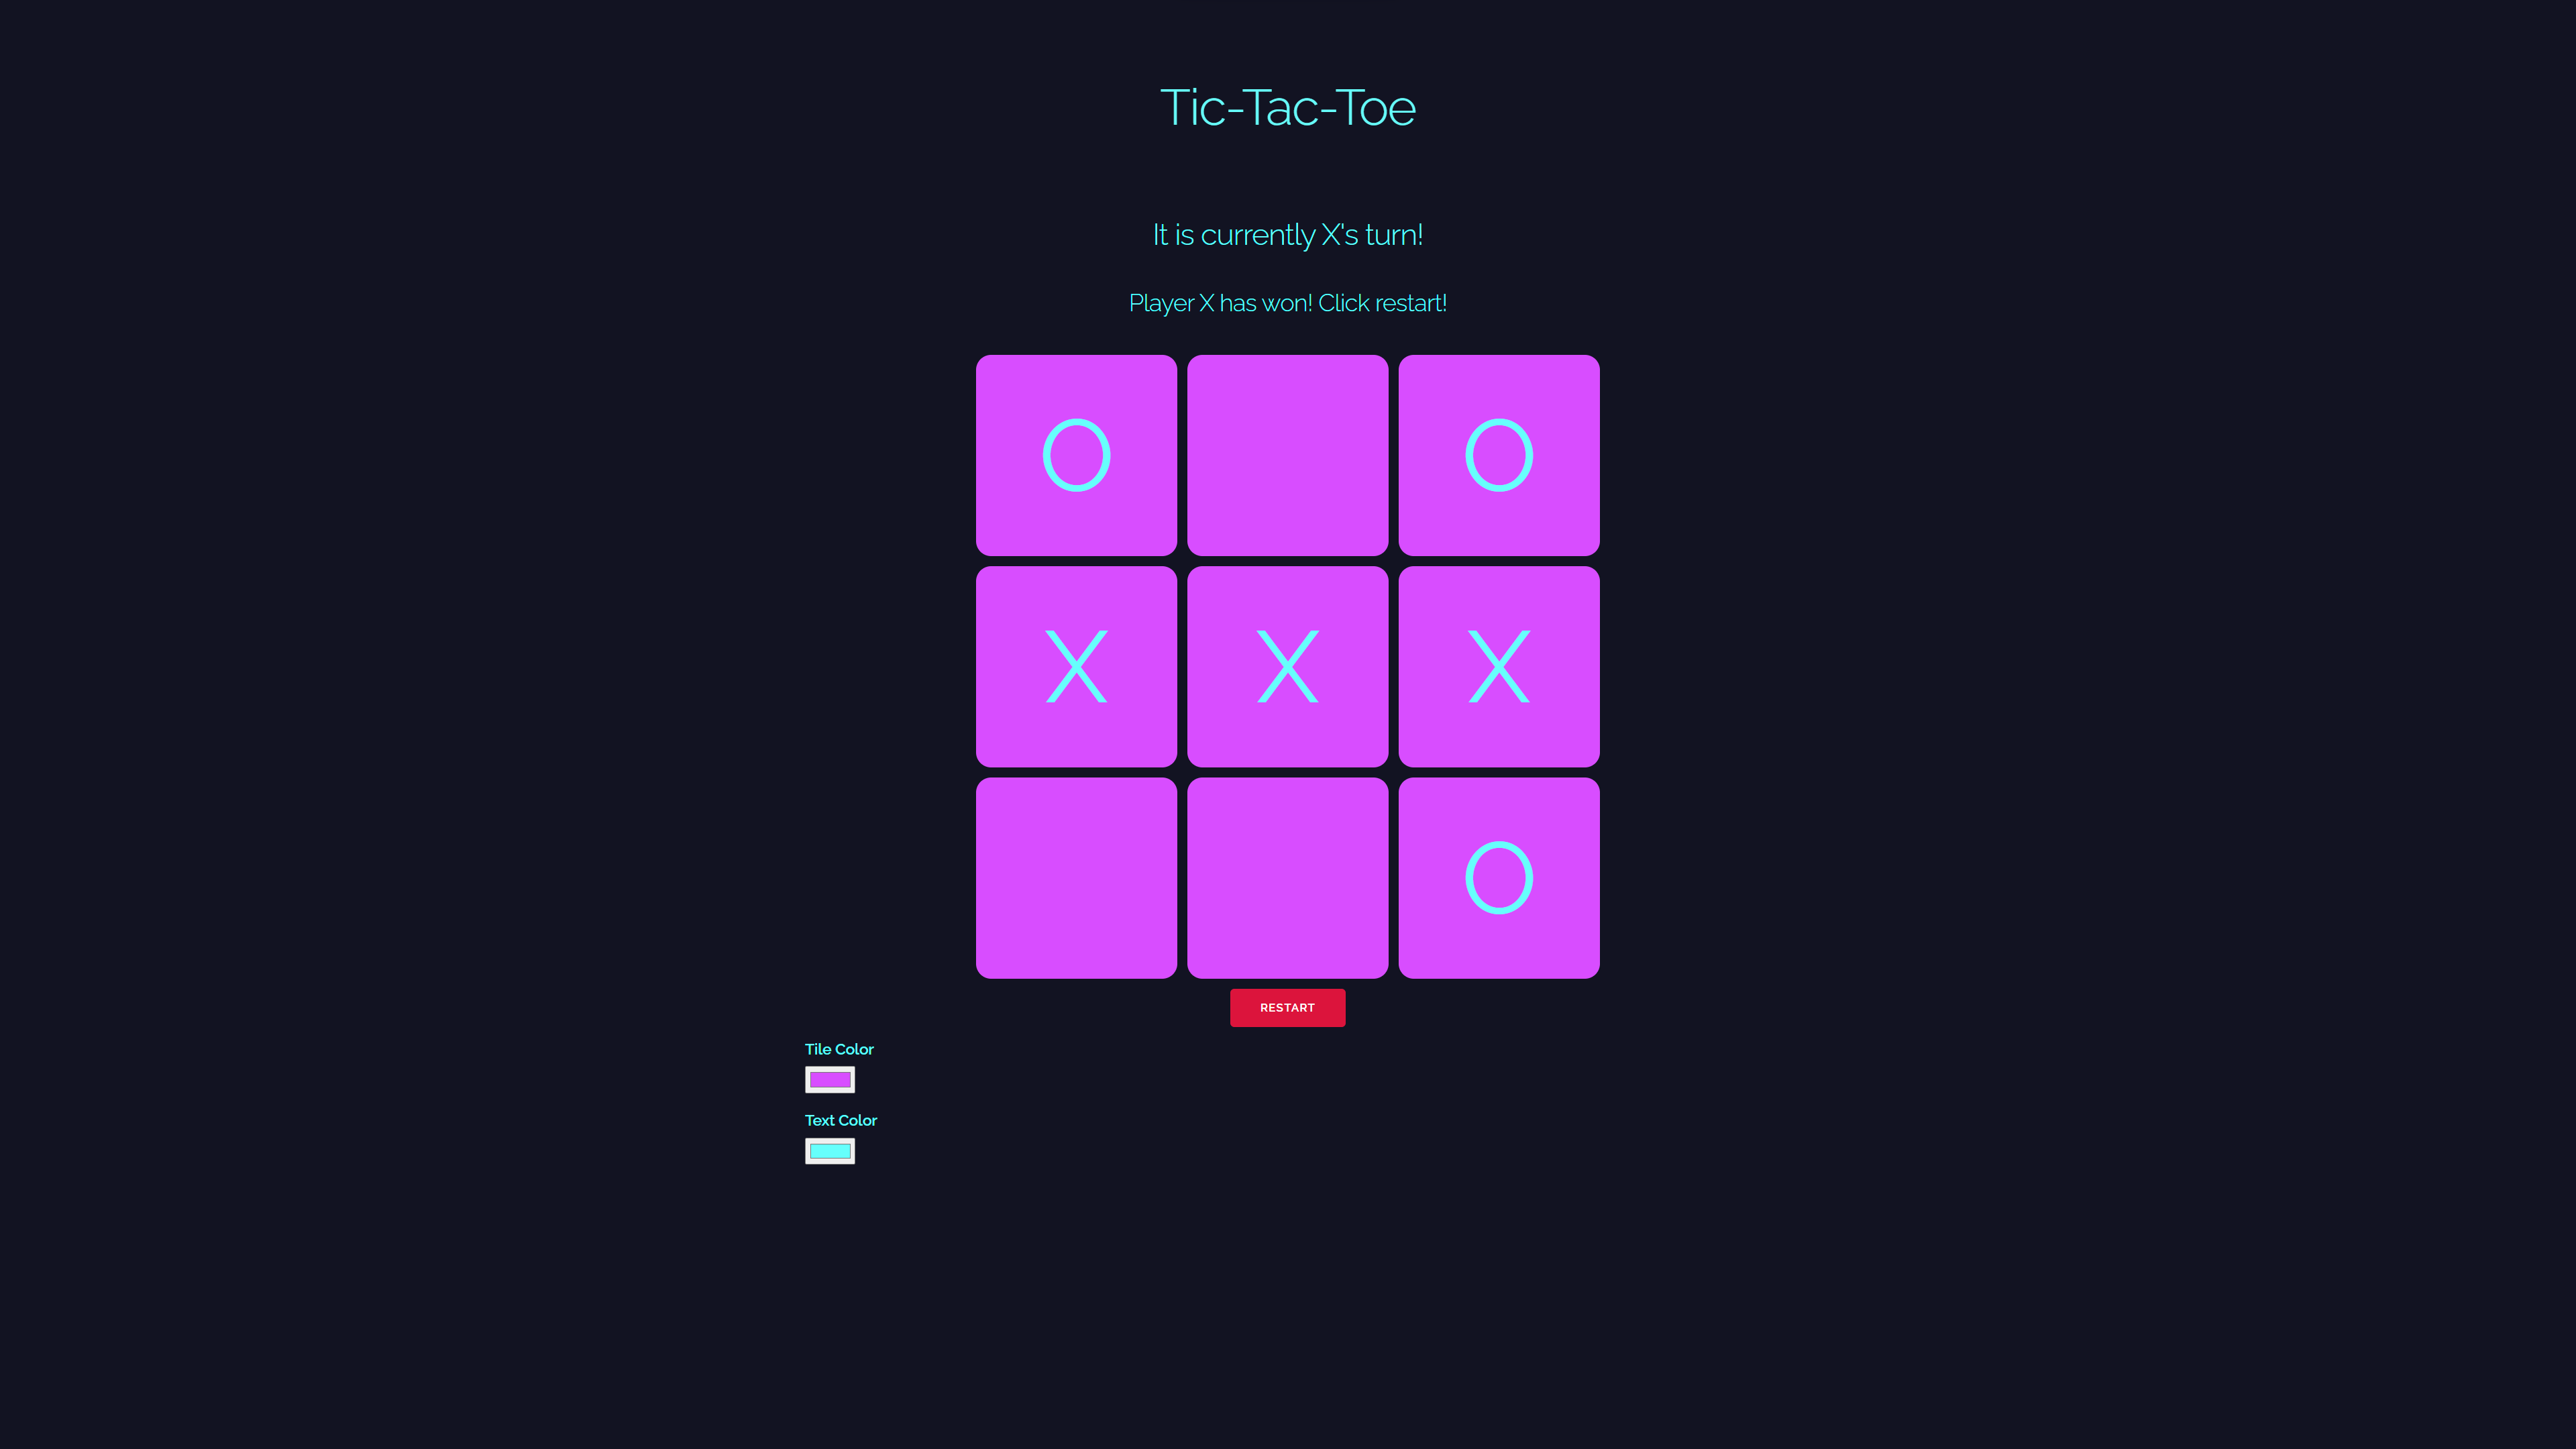 Tic-Tac-Toe
It is currently X's turn!
Player X has won! Click restart!
O O
X X X
O
RESTART
Tile Color
Text Color